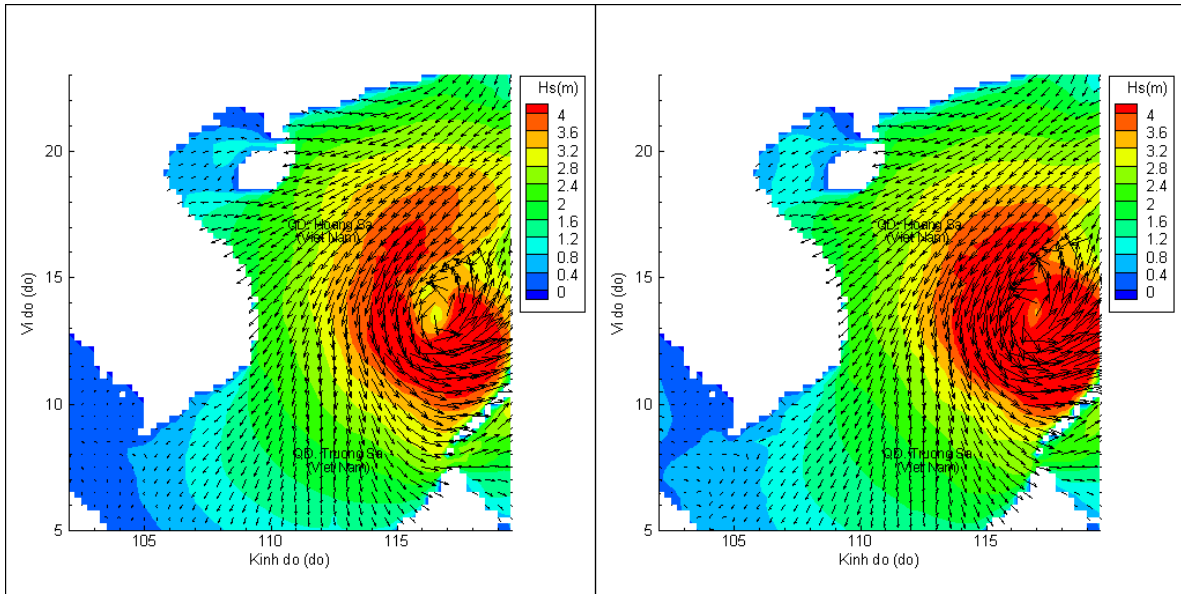 Hs(m)
4
3.6
3.2
2.8
2.4
2
1.6
1.2
0.8
0.4
0
20
15
10
5
Vi do (do)
QD. Hoang Sa
(Viet Nam)
QD. Truong Sa
(Viet Nam)
105
110
115
Kinh do (do)
Hs(m)
4
3.6
3.2
2.8
2.4
2
1.6
1.2
0.8
0.4
0
20
15
10
5
Vi do (do)
QD. Hoang Sa
(Viet Nam)
QD. Truong Sa
(Viet Nam)
105
110
115
Kinh do (do)